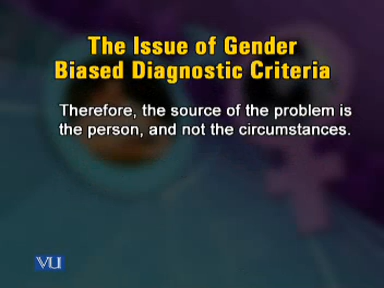 The Issue of Gender
Biased Diagnostic Criteria
Therefore, the source of the problem is
the person, and not the circumstances.
VU